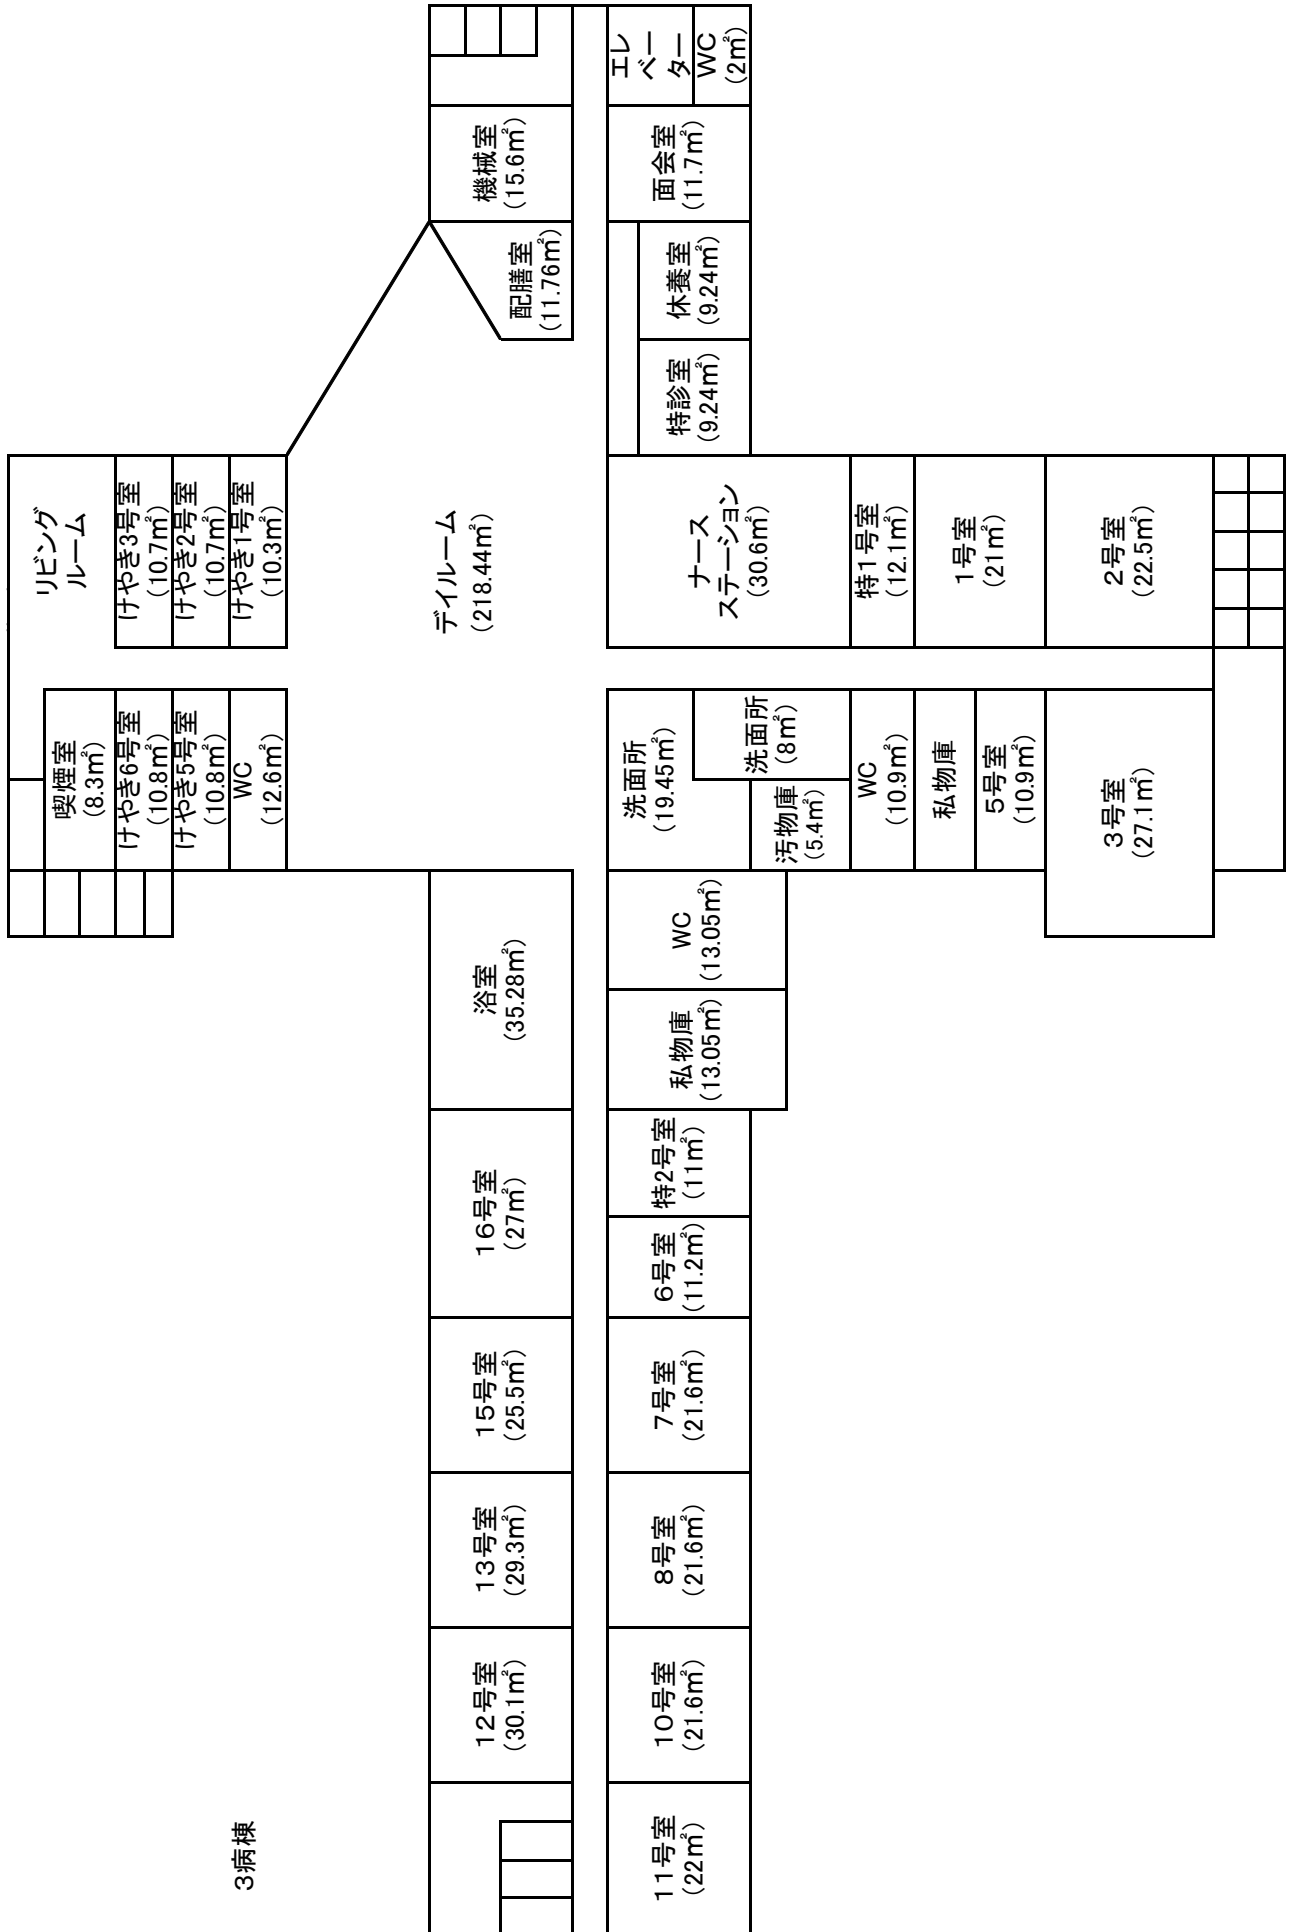 3病棟
リビング
ルーム
けやき3号室
（10.7㎡）
けやき2号室
（10.7㎡）
けやき1号室
（10.3㎡）
喫煙室
（8.3㎡）
けやき6号室
（10.8㎡）
けやき5号室
（10.8㎡）
WC
（12.6㎡）
デイルーム
（218.44㎡）
機械室
（15.6㎡）
配膳室
（11.76㎡）
エレ
ベー
ター
WC
（2㎡）
面会室
（11.7㎡）
休養室
（9.24㎡）
特診室
（9.24㎡）
ナース
ステーション
（30.6㎡）
特1号室
（12.1㎡）
1号室
（21㎡）
2号室
（22.5㎡）
洗面所
（19.45㎡）
洗面所
（8㎡）
汚物庫
（5.4㎡）
WC
（10.9㎡）
私物庫
5号室
（10.9㎡）
3号室
（27.1㎡）
浴室
（35.28㎡）
16号室
（27㎡）
15号室
（25.5㎡）
13号室
（29.3㎡）
12号室
（30.1㎡）
WC
（13.05㎡）
私物庫
（13.05㎡）
特2号室
（11㎡）
6号室
（11.2㎡）
7号室
（21.6㎡）
8号室
（21.6㎡）
10号室
（21.6㎡）
11号室
（22㎡）